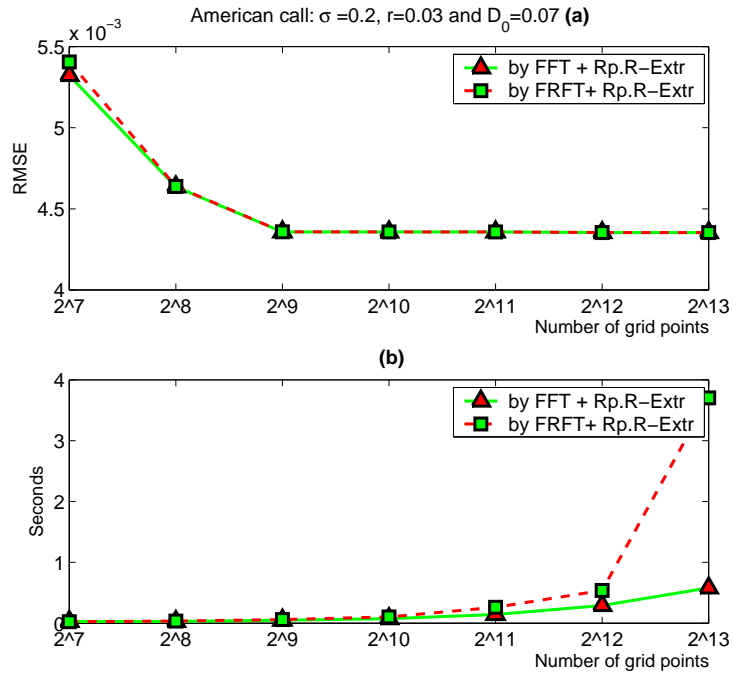 American call: σ =0.2, r=0.03 and D_0=0.07 (a)
x 10^-3
5.5
5
4.5
4
RMSE
by FFT + Rp.R−Extr
by FRFT+ Rp.R−Extr
2^7 2^8 2^9 2^10 2^11 2^12 2^13
Number of grid points
(b)
4
3
2
1
0
Seconds
by FFT + Rp.R−Extr
by FRFT+ Rp.R−Extr
2^7 2^8 2^9 2^10 2^11 2^12 2^13
Number of grid points